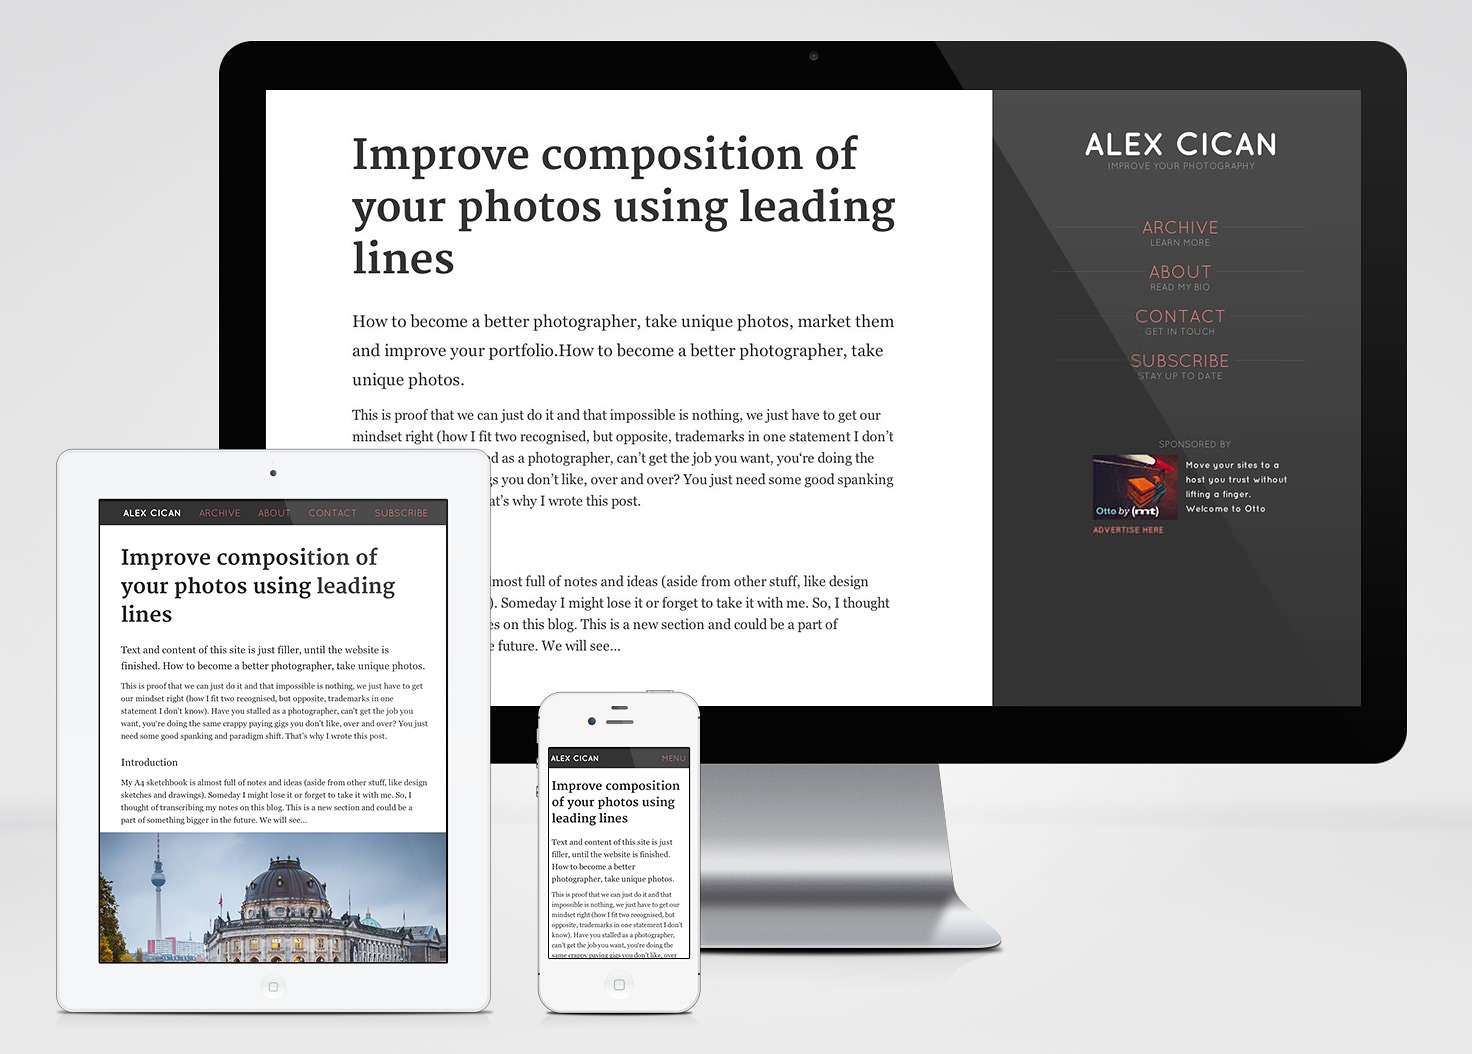 Improve composition of
your photos using leading
lines
How to become a better photographer, take unique photos, market them
and improve your portfolio.How to become a better photographer, take
unique photos.
This is proof that we can just do it and that impossible is nothing, we just have to get our
mindset right (how I fit two recognised, but opposite, trademarks in one statement I don’t
d as a photographer, can’t get the job you want, you‘re doing the
gs you don’t like, over and over? You just need some good spanking
at’s why I wrote this post.
most full of notes and ideas (aside from other stuff, like design
). Someday I might lose it or forget to take it with me. So, I thought
es on this blog. This is a new section and could be a part of
e future. We will see...
ALEX CICAN
IMPROVE YOUR PHOTOGRAPHY
ARCHIVE
LEARN MORE
ABOUT
READ MY BIO
CONTACT
GET IN TOUCH
SUBSCRIBE
STAY UP TO DATE
SPONSORED BY
Otto by (mt)
Move your sites to a
host you trust without
lifting a finger.
Welcome to Otto
ADVERTISE HERE
ALEX CICAN ARCHIVE ABOUT CONTACT SUBSCRIBE
Improve composition of
your photos using leading
lines
Text and content of this site is just filler, until the website is
finished. How to become a better photographer, take unique photos.
This is proof that we can just do it and that impossible is nothing, we just have to get
our mindset right (how I fit two recognised, but opposite, trademarks in one
statement I don’t know). Have you stalled as a photographer, can’t get the job you
want, you‘re doing the same crappy paying gigs you don’t like, over and over? You just
need some good spanking and paradigm shift. That’s why I wrote this post.
Introduction
My A4 sketchbook is almost full of notes and ideas (aside from other stuff, like design
sketches and drawings). Someday I might lose it or forget to take it with me. So, I
thought of transcribing my notes on this blog. This is a new section and could be a
part of something bigger in the future. We will see...
ALEX CICAN MENU
Improve composition
of your photos using
leading lines
Text and content of this site is just
filler, until the website is finished.
How to become a better
photographer, take unique photos.
This is proof that we can just do it and that
impossible is nothing, we just have to get our
mindset right (how I fit two recognised, but
opposite, trademarks in one statement I don’t
know). Have you stalled as a photographer,
can’t get the job you want, you‘re doing the
same crappy paying gigs you don’t like, over